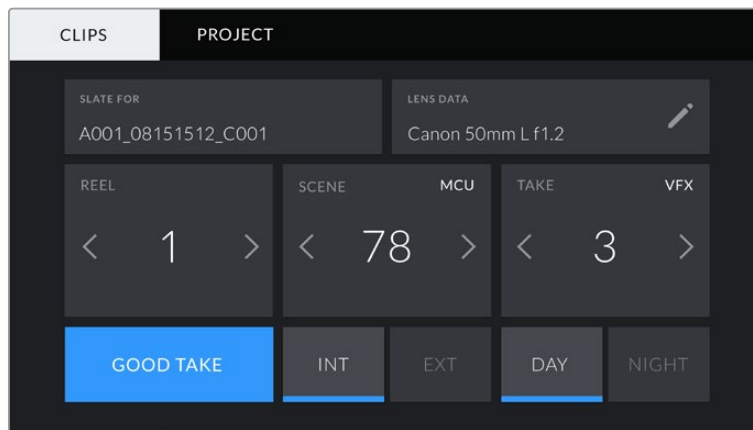 CLIPS PROJECT
SLATE FOR
A001_08151512_C001
LENS DATA
Canon 50mm L f1.2
REEL
1
SCENE MCU
78
TAKE VFX
3
GOOD TAKE INT EXT DAY NIGHT